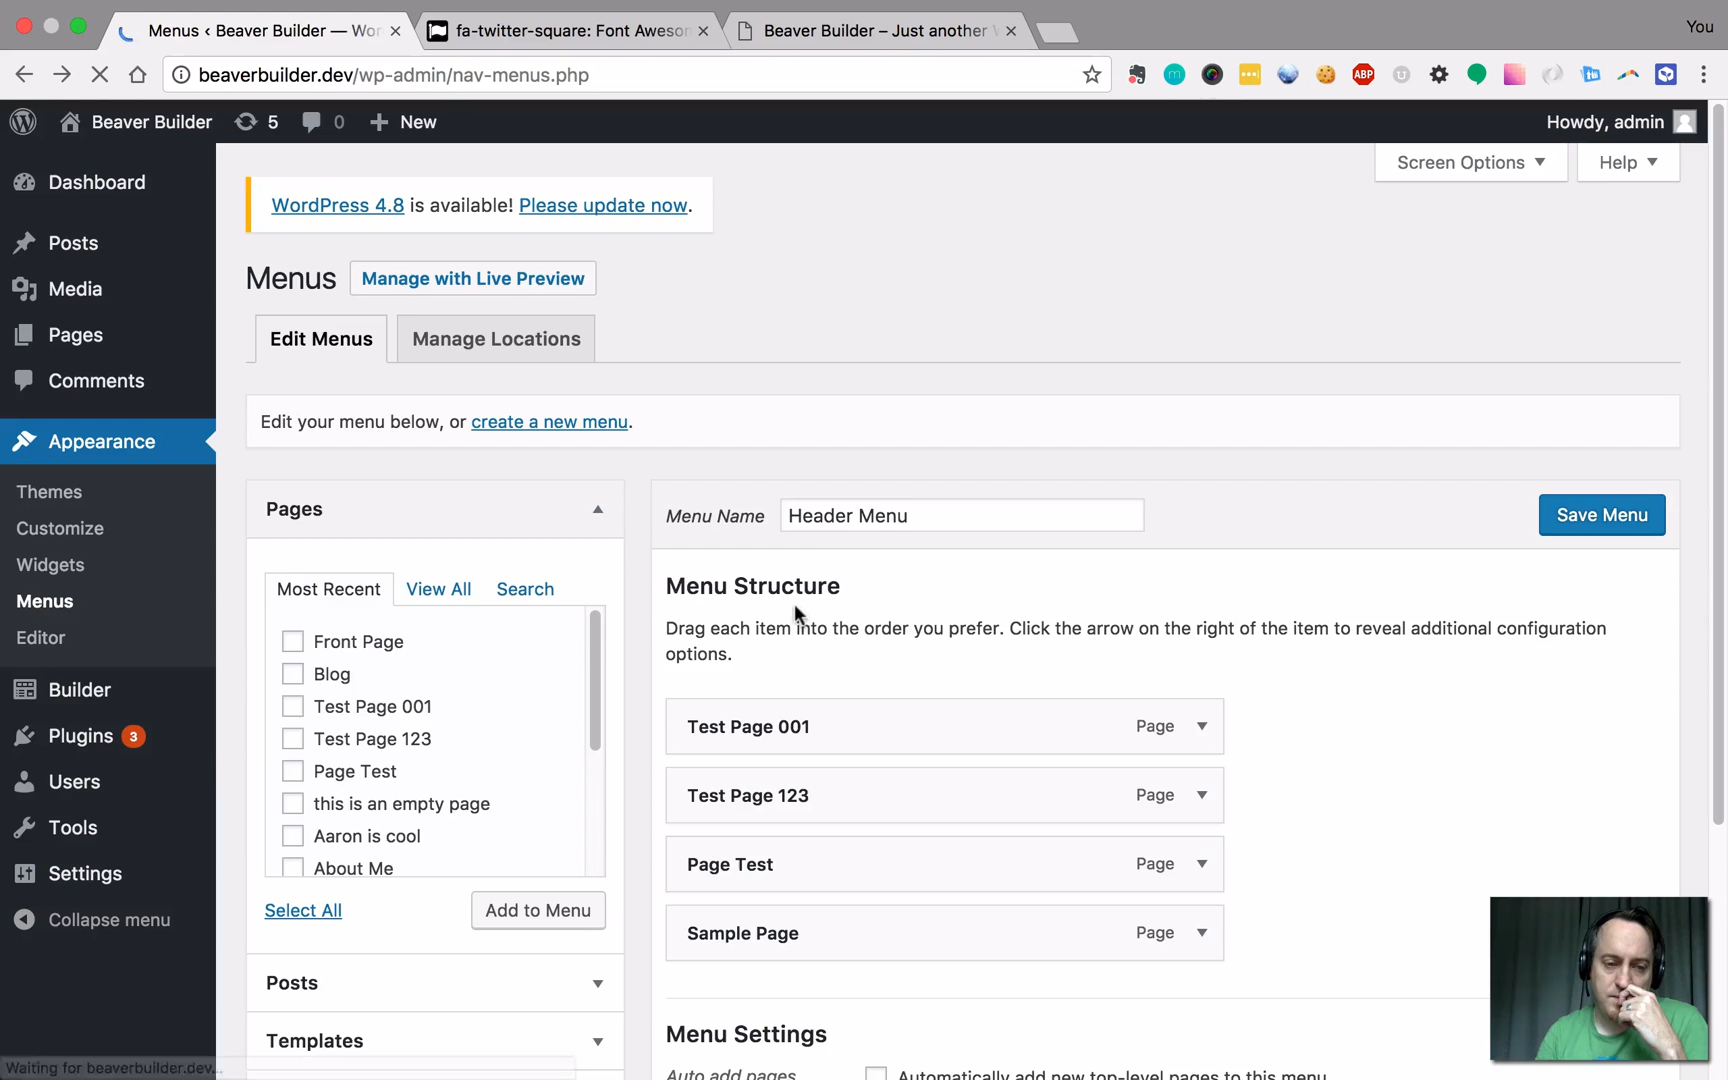 Menus ‹ Beaver Builder — Wor
fa-twitter-square: Font Aweson
Beaver Builder – Just another W
You
beaverbuilder.dev/wp-admin/nav-menus.php
ABP
Beaver Builder 5 0 New
Howdy, admin
Screen Options
Help
Dashboard
Posts
Media
Pages
Comments
Appearance
Themes
Customize
Widgets
Menus
Editor
Builder
Plugins 3
Users
Tools
Settings
Collapse menu
WordPress 4.8 is available! Please update now.
Menus
Manage with Live Preview
Edit Menus
Manage Locations
Edit your menu below, or create a new menu.
Pages
Most Recent
View All
Search
Front Page
Blog
Test Page 001
Test Page 123
Page Test
this is an empty page
Aaron is cool
About Me
Select All
Add to Menu
Posts
Templates
Menu Name
Header Menu
Save Menu
Menu Structure
Drag each item into the order you prefer. Click the arrow on the right of the item to reveal additional configuration
options.
Test Page 001 Page
Test Page 123 Page
Page Test Page
Sample Page Page
Menu Settings
Auto add pages
Automatically add new top-level pages to this menu
Waiting for beaverbuilder.dev...